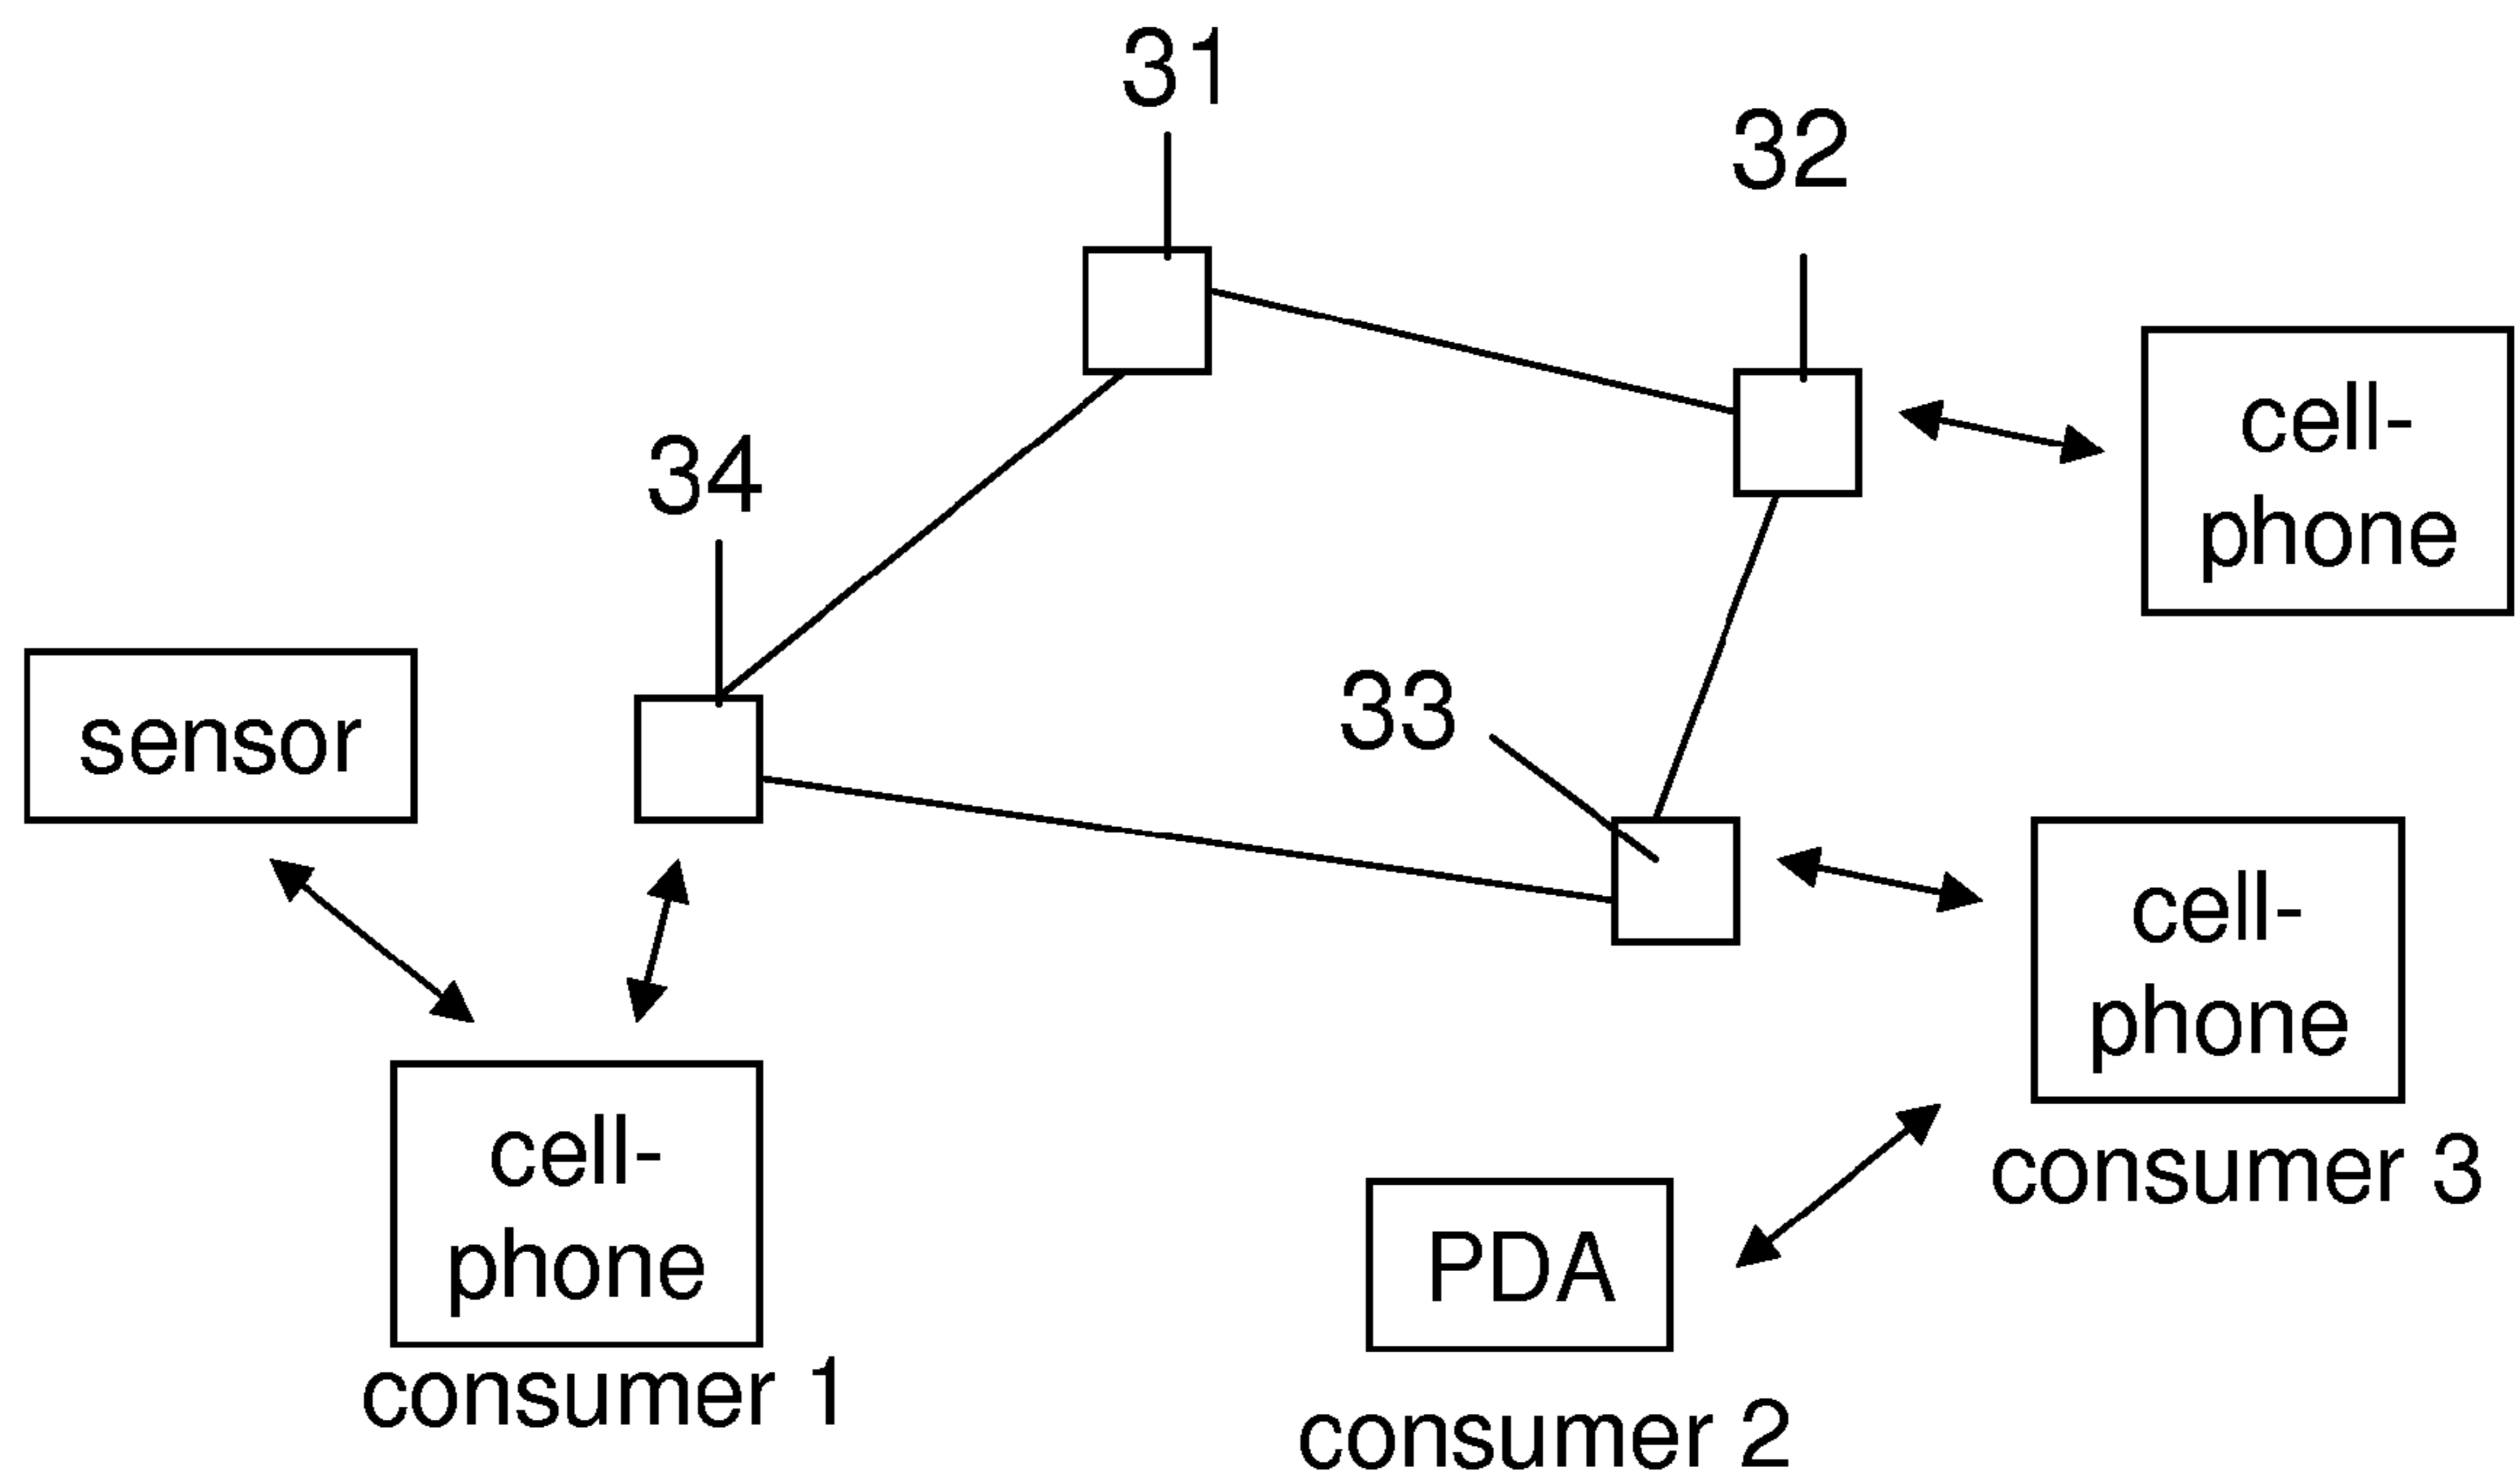 31
32
cell-
phone
34
33
sensor
cell-
phone
consumer 3
cell-
phone
consumer 1
PDA
consumer 2